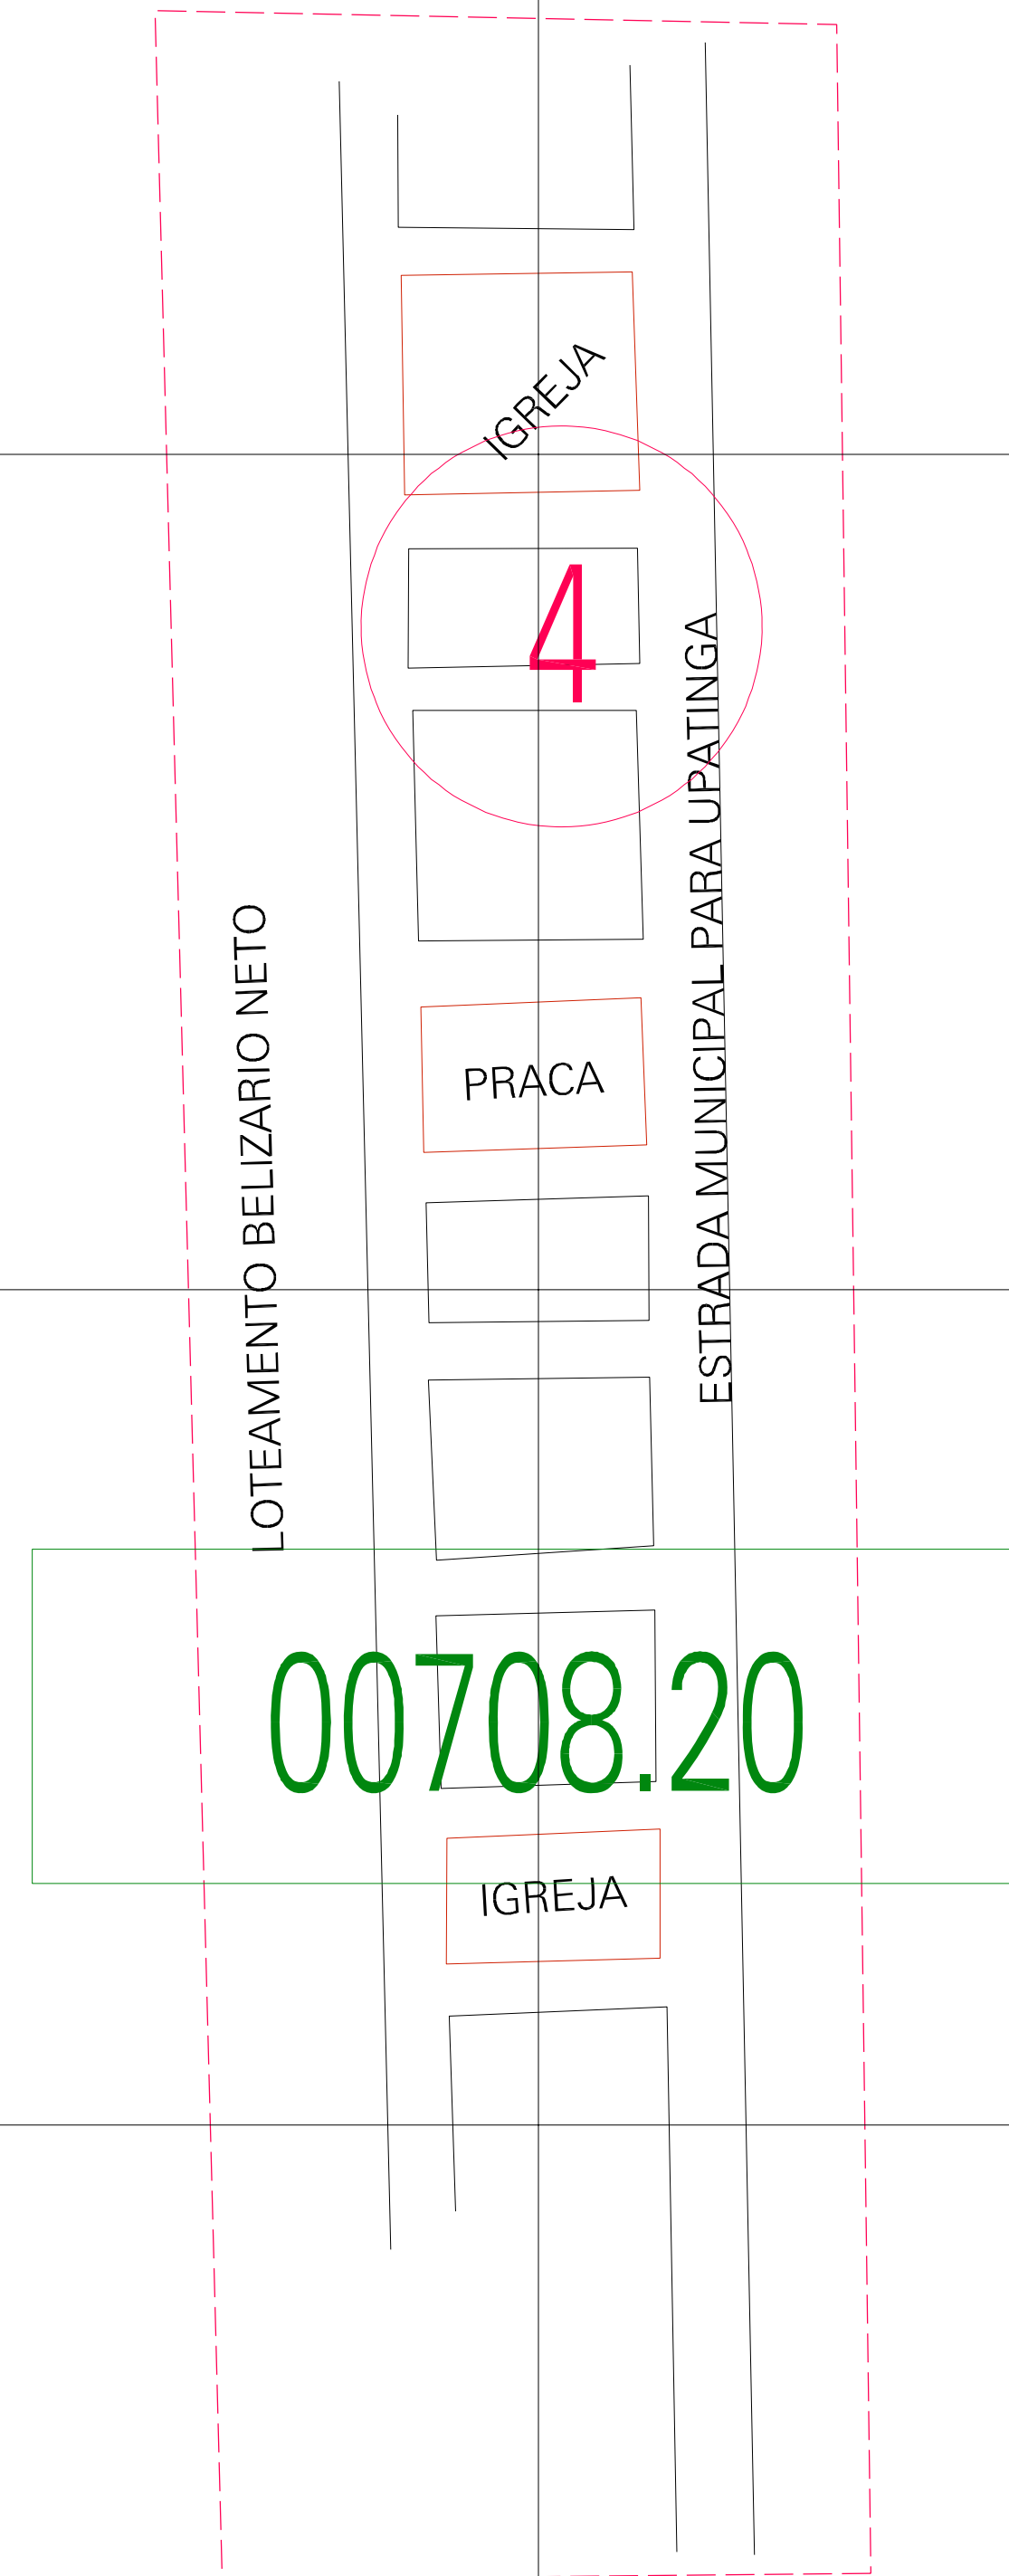 IGREJA
4
ESTRADA MUNICIPAL PARA UPATINGA
LOTEAMENTO BELIZARIO NETO
PRACA
00708.20
IGREJA